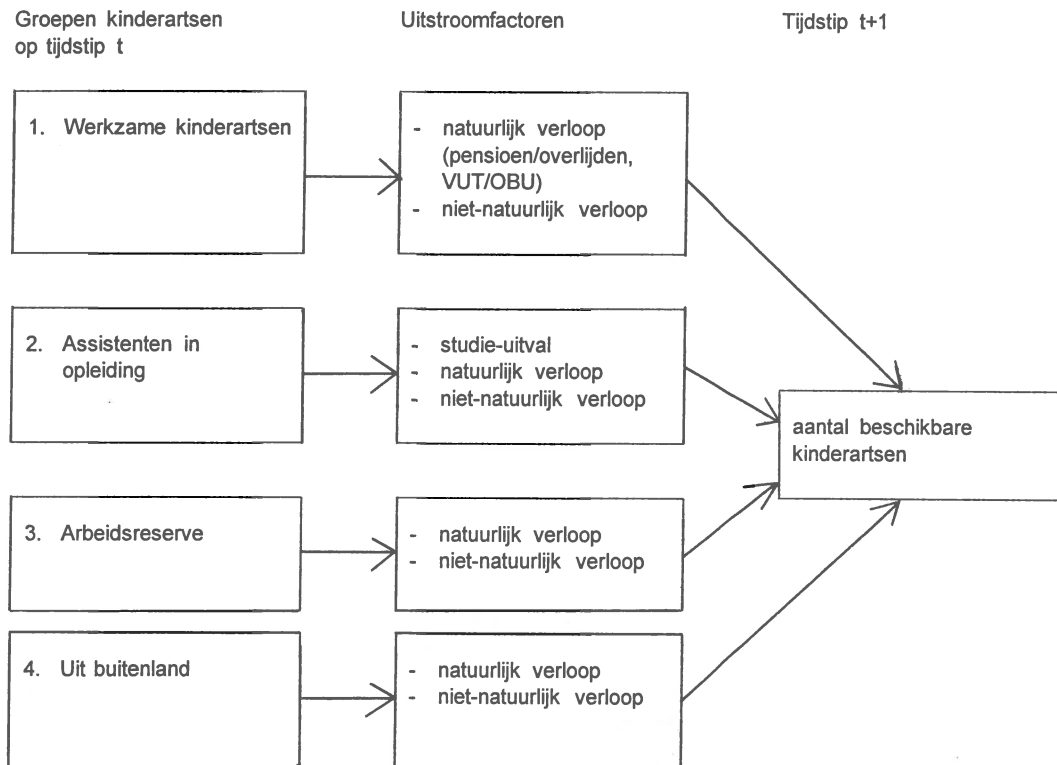 Groepen kinderartsen
op tijdstip t
Uitstroomfactoren
Tijdstip t+1
1. Werkzame kinderartsen
- natuurlijk verloop
(pensioen/overlijden,
VUT/OBU)
- niet-natuurlijk verloop
2. Assistenten in
opleiding
- studie-uitval
- natuurlijk verloop
- niet-natuurlijk verloop
aantal beschikbare
kinderartsen
3. Arbeidsreserve
- natuurlijk verloop
- niet-natuurlijk verloop
4. Uit buitenland
- natuurlijk verloop
- niet-natuurlijk verloop